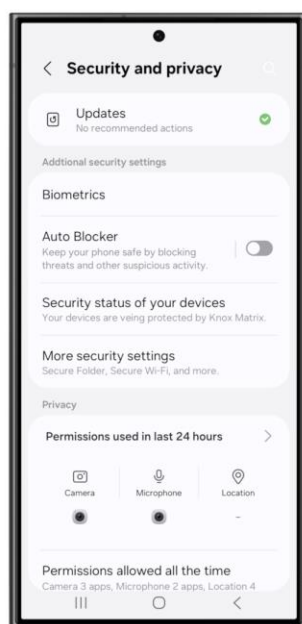 Security and privacy
Updates
No recommended actions
Addtional security settings
Biometrics
Auto Blocker
Keep your phone safe by blocking
threats and other suspicious activity.
Security status of your devices
Your devices are veing protected by Knox Matrix.
More security settings
Secure Folder, Secure Wi-Fi, and more.
Privacy
Permissions used in last 24 hours
Camera Microphone Location
-
Permissions allowed all the time
Camera 3 apps, Microphone 2 apps, Location 4